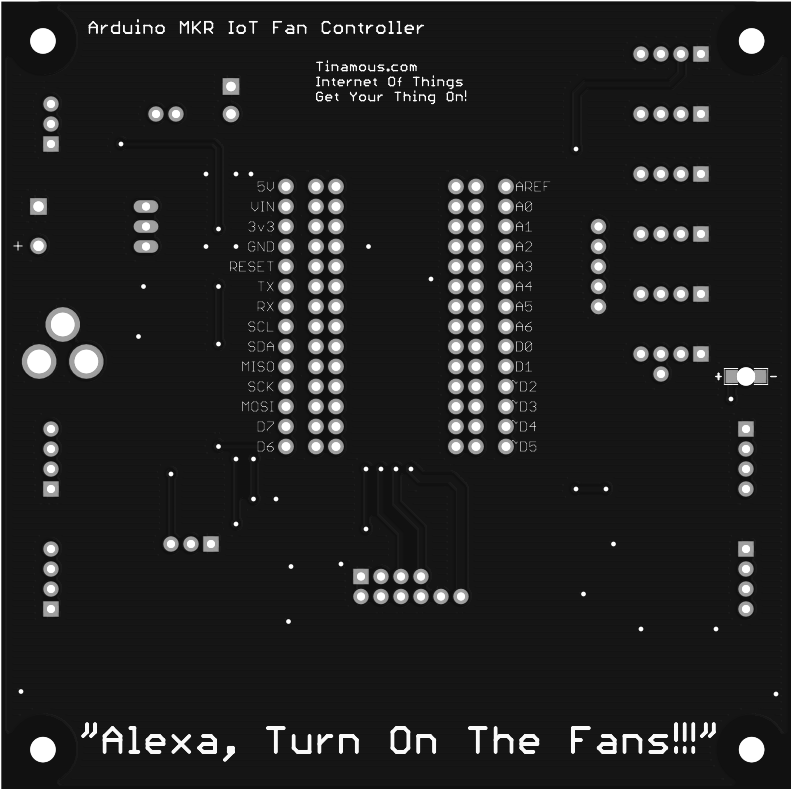 Arduino MKR IoT Fan Controller
Tinamous.com
Internet Of Things
Get Your Thing On!
5V
AREF
VIN
A0
3v3
A1
+
GND
A2
RESET
A3
TX
A4
RX
A5
SCL
A6
SDA
D0
MISO
D1
+
-
SCK
~D2
MOSI
~D3
D7
~D4
D6
~D5
"Alexa, Turn On The Fans!!!"